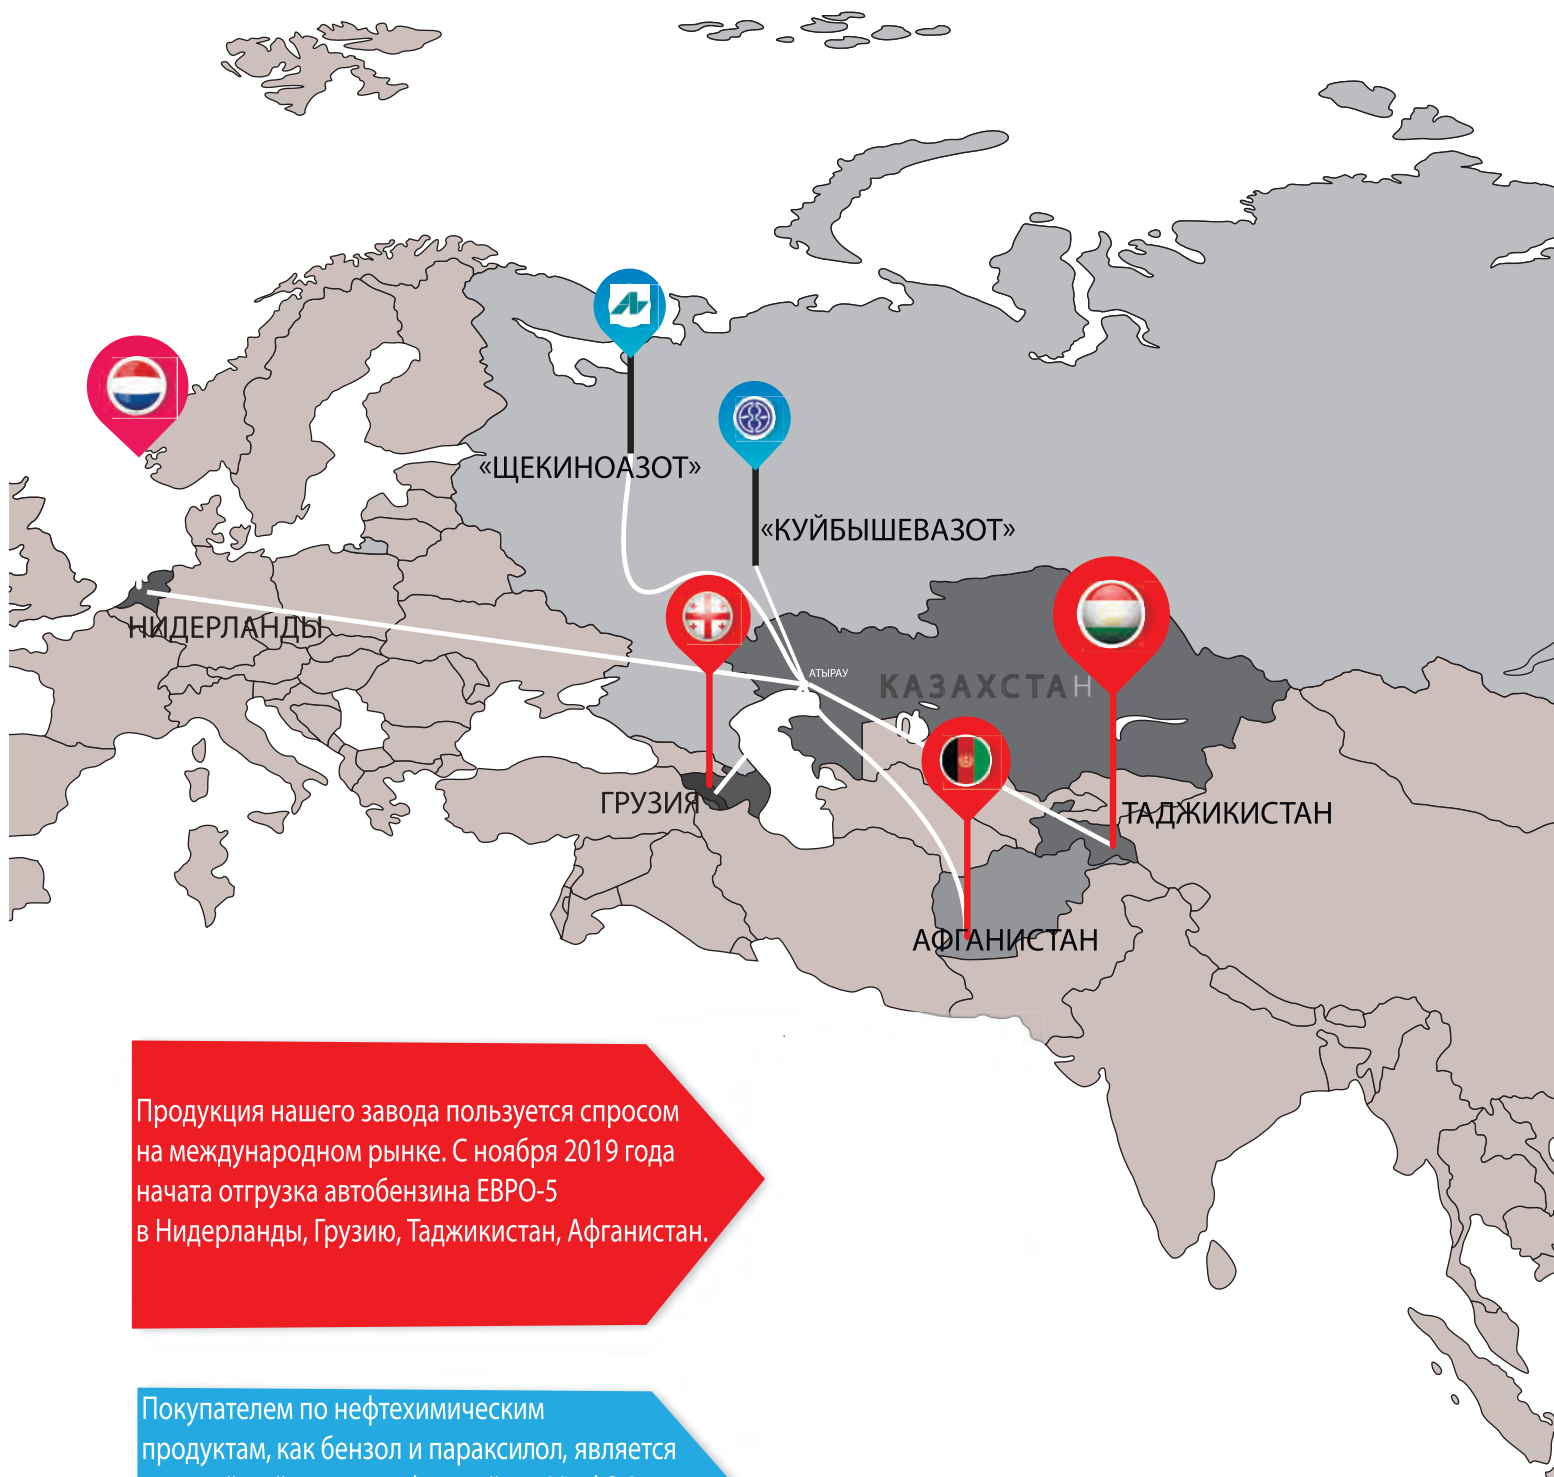 «ЩЕКИНОАЗОТ»
«КУЙБЫШЕВАЗОТ»
НИДЕРЛАНДЫ
АТЫРАУ
КАЗАХСТАН
ГРУЗИЯ
ТАДЖИКИСТАН
АФГАНИСТАН
Продукция нашего завода пользуется спросом
на международном рынке. С ноября 2019 года
начата отгрузка автобензина ЕВРО-5
в Нидерланды, Грузию, Таджикистан, Афганистан.
Покупателем по нефтехимическим
продуктам, как бензол и параксилол, является